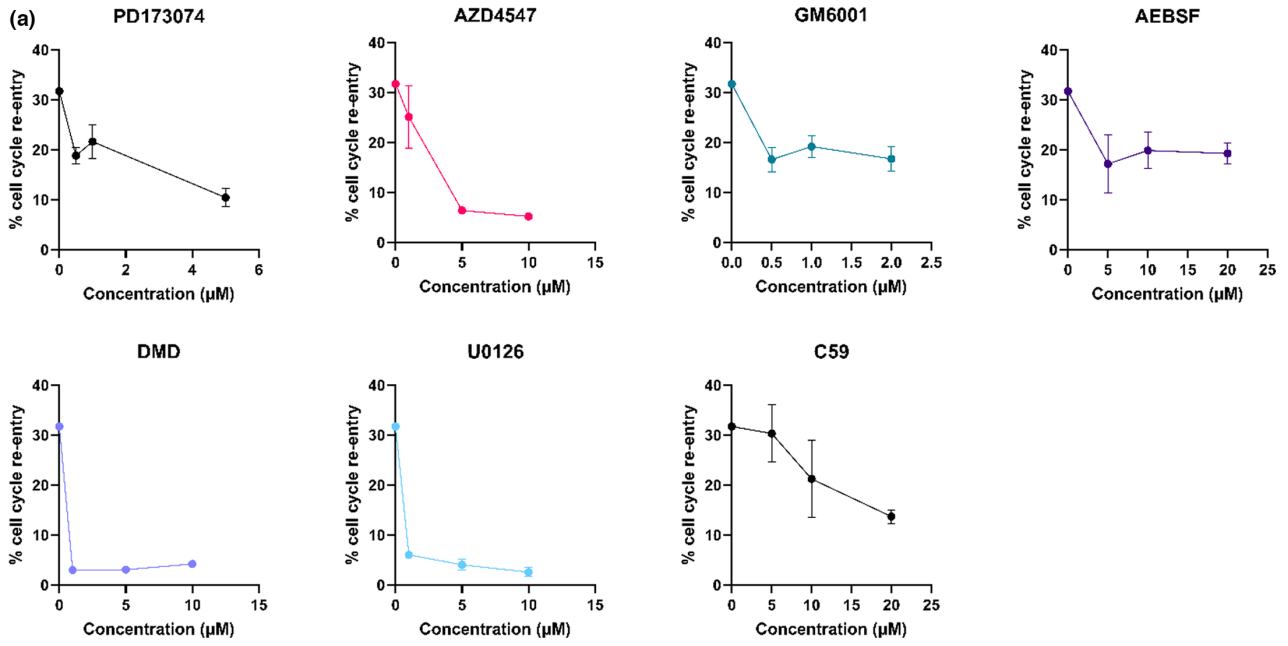 (a)
PD173074
AZD4547
GM6001
AEBSF
40
30
20
10
0
% cell cycle re-entry
0 2 4 6
Concentration (µM)
40
30
20
10
0
% cell cycle re-entry
0 5 10 15
Concentration (µM)
40
30
20
10
0
% cell cycle re-entry
0.0 0.5 1.0 1.5 2.0 2.5
Concentration (µM)
40
30
20
10
0
% cell cycle re-entry
0 5 10 15 20 25
Concentration (µM)
DMD
U0126
C59
40
30
20
10
0
% cell cycle re-entry
0 5 10 15
Concentration (µM)
40
30
20
10
0
% cell cycle re-entry
0 5 10 15
Concentration (µM)
40
30
20
10
0
% cell cycle re-entry
0 5 10 15 20 25
Concentration (µM)